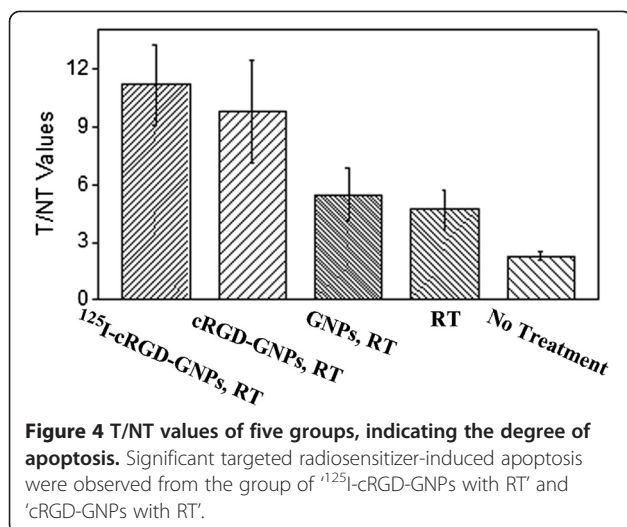 T/NT Values
12
9
6
3
0
¹²⁵I-cRGD-GNPs, RT
cRGD-GNPs, RT
GNPs, RT
RT
No Treatment
Figure 4 T/NT values of five groups, indicating the degree of
apoptosis. Significant targeted radiosensitizer-induced apoptosis
were observed from the group of '¹²⁵I-cRGD-GNPs with RT' and
'cRGD-GNPs with RT'.